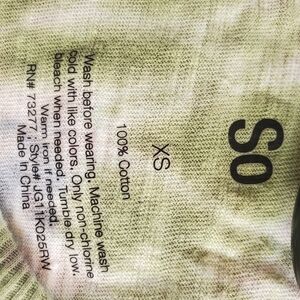 So
XS
100% Cotton
Wash before wearing. Machine wash
cold with like colors. Only non-chlorine
bleach when needed. Tumble dry low.
Warm iron if needed.
RN# 73277; Style# JG11K025RW
Made in China